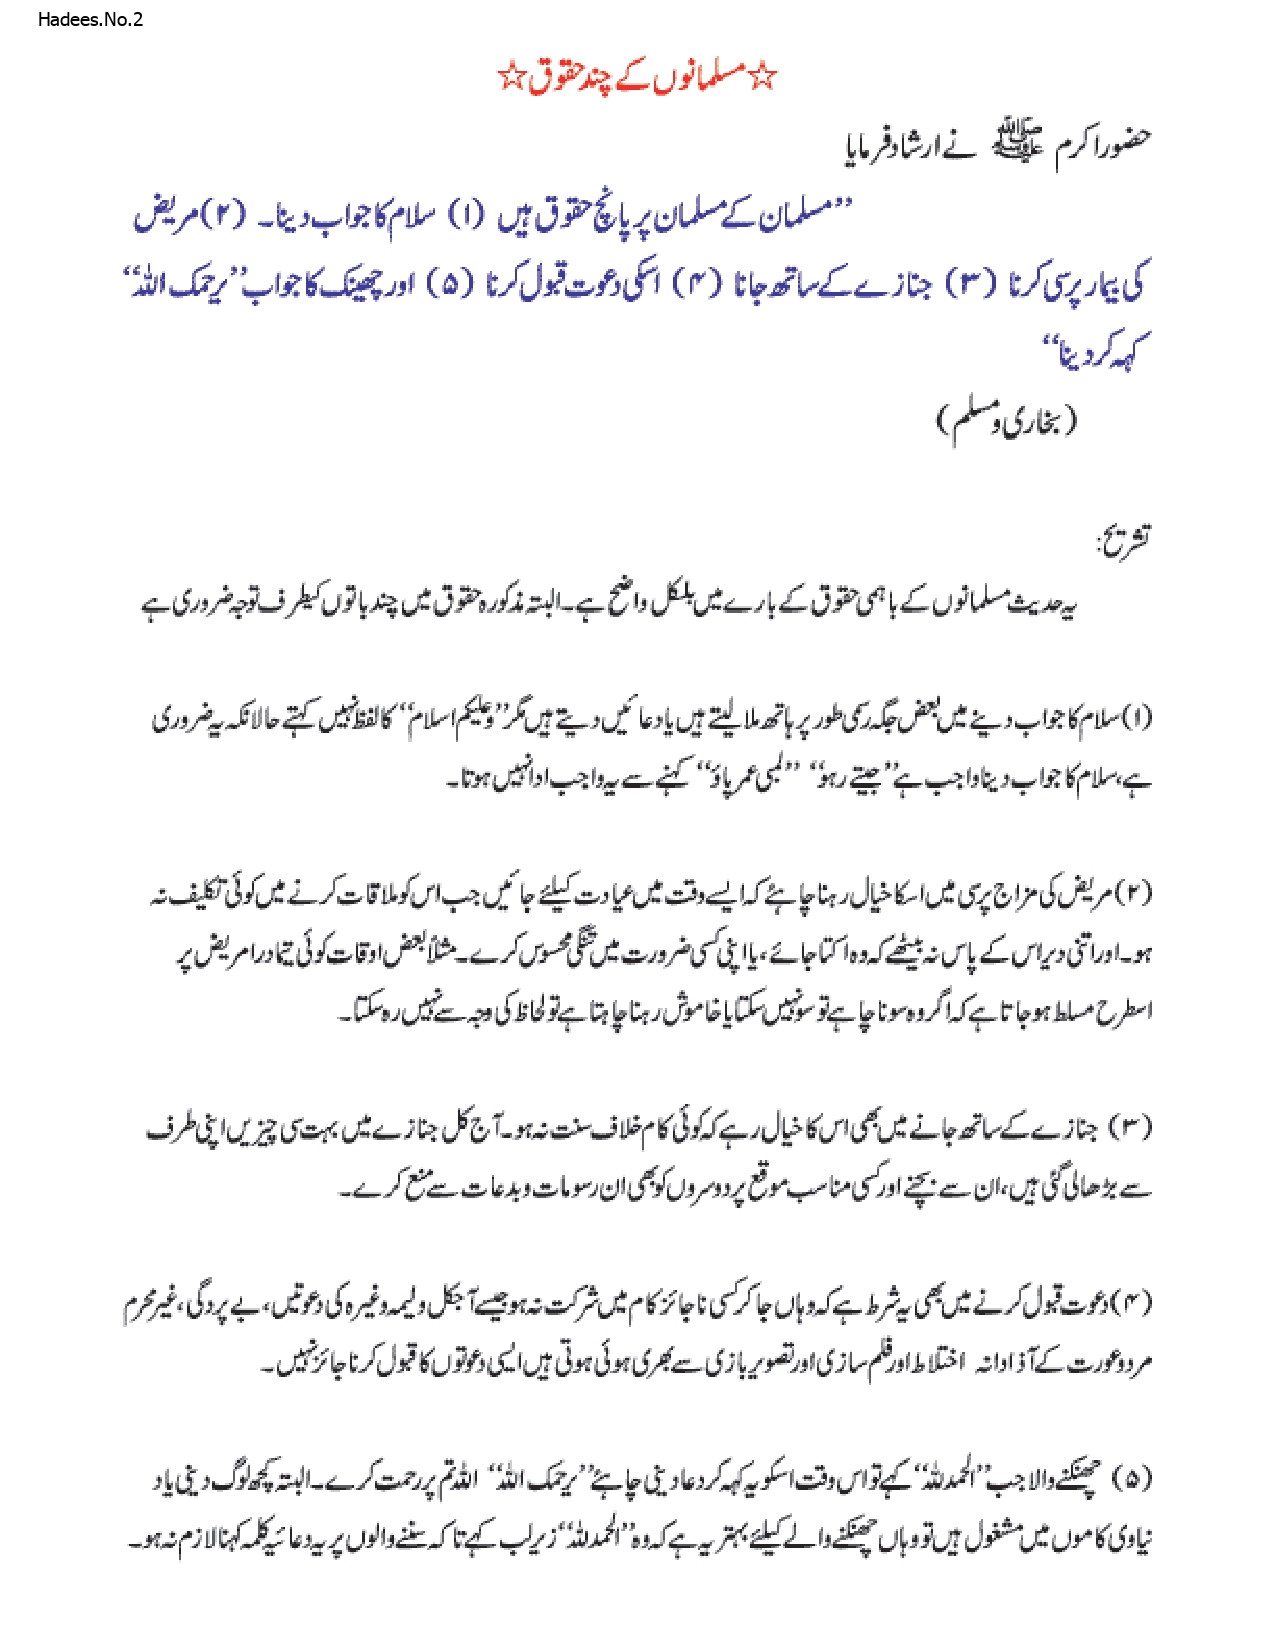 Hadees.No.2
☆مسلمانوں کے چند حقوق☆
حضور اکرم ﷺ نے ارشاد فرمایا
”مسلمان کے مسلمان پر پانچ حقوق ہیں (۱) سلام کا جواب دینا۔ (۲) مریض
کی بیمار پرسی کرنا (۳) جنازے کے ساتھ جانا (۴) اسکی دعوت قبول کرنا (۵) اور چھینک کا جواب ”یرحمک اللہ“
کہہ کر دینا“
(بخاری و مسلم)
تشریح:
یہ حدیث مسلمانوں کے باہمی حقوق کے بارے میں بلکل واضح ہے۔ البتہ مذکورہ حقوق میں چند باتوں کیطرف توجہ ضروری ہے
(۱) سلام کا جواب دینے میں بعض جگہ رسمی طور پر ہاتھ ملا لیتے ہیں یا دعائیں دیتے ہیں مگر ”وعلیکم اسلام“ کا لفظ نہیں کہتے حالانکہ یہ ضروری
ہے، سلام کا جواب دینا واجب ہے ”جیتے رہو“ ”لمبی عمر پاؤ“ کہنے سے یہ واجب ادا نہیں ہوتا۔
(۲) مریض کی مزاج پرسی میں اسکا خیال رہنا چاہئے کہ ایسے وقت میں عیادت کیلئے جائیں جب اس کو ملاقات کرنے میں کوئی تکلیف نہ
ہو۔ اور اتنی دیر اس کے پاس نہ بیٹھے کہ وہ اکتا جائے، یا اپنی کسی ضرورت میں تنگی محسوس کرے۔ مثلاً بعض اوقات کوئی تیمادار امریض پر
اسطرح مسلط ہو جاتا ہے کہ اگر وہ سونا چاہے تو سو نہیں سکتا یا خاموش رہنا چاہتا ہے تو لحاظ کی وجہ سے نہیں رہ سکتا۔
(۳) جنازے کے ساتھ جانے میں بھی اس کا خیال رہے کہ کوئی کام خلاف سنت نہ ہو۔ آج کل جنازے میں بہت سی چیزیں اپنی طرف
سے بڑھالی گئی ہیں، ان سے بچنے اور کسی مناسب موقع پر دوسروں کو بھی ان رسومات و بدعات سے منع کرے۔
(۴) دعوت قبول کرنے میں بھی یہ شرط ہے کہ وہاں جا کر کسی ناجائز کام میں شرکت نہ ہو جیسے آجکل ولیمہ وغیرہ کی دعوتیں، بے پردگی، غیر محرم
مرد و عورت کے آذادانہ اختلاط اور فلم سازی اور تصویر بازی سے بھری ہوئی ہوتی ہیں ایسی دعوتوں کا قبول کرنا جائز نہیں۔
(۵) چھینکنے والا جب ”الحمدللہ“ کہے تو اس وقت اسکو یہ کہہ کر دعا دینی چاہئے ”یرحمک اللہ“ اللہ تم پر رحمت کرے۔ البتہ کچھ لوگ دینی یا د
نیاوی کاموں میں مشغول ہیں تو وہاں چھینکنے والے کیلئے بہتر یہ ہے کہ وہ ”الحمدللہ“ زیر لب کہے تا کہ سننے والوں پر یہ دعائیہ کلمہ کہنا لازم نہ ہو۔